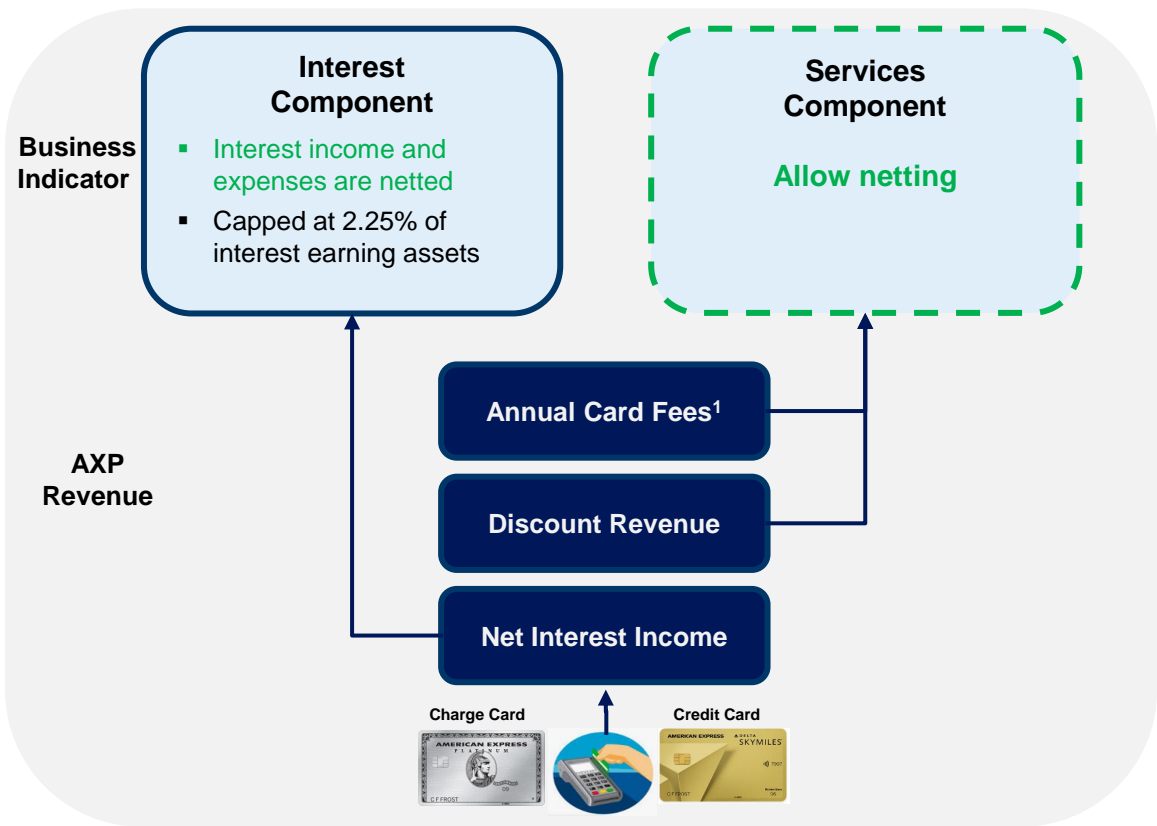 Interest
Component
▪ Interest income and
expenses are netted
▪ Capped at 2.25% of
interest earning assets
Services
Component
Allow netting
Business
Indicator
Annual Card Fees¹
AXP
Revenue
Discount Revenue
Net Interest Income
Charge Card
Credit Card
AMERICAN EXPRESS
PLATINUM
C F FROST
AMERICAN EXPRESS
DELTA
SKYMILES
C F FROST